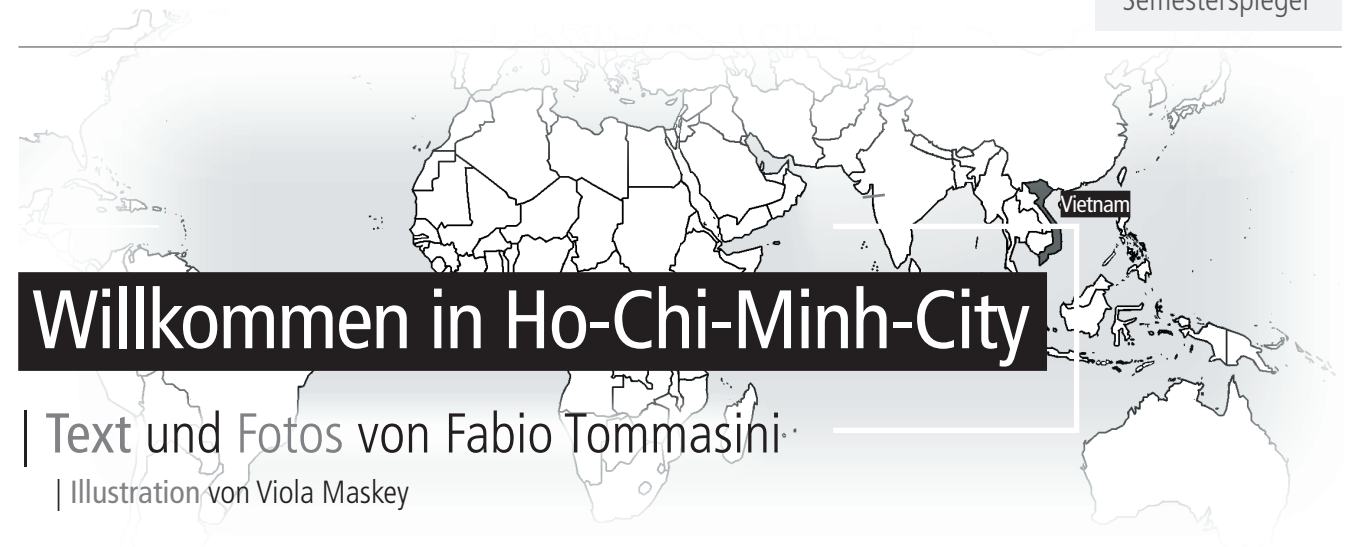 Semesterspiegel
Vietnam
Willkommen in Ho-Chi-Minh-City
| Text und Fotos von Fabio Tommasini
| Illustration von Viola Maskey